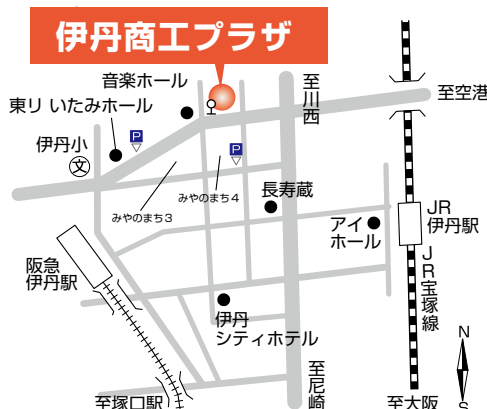 伊丹商工プラザ
音楽ホール
至川西
至空港
東リ いたみホール
P
伊丹小
文
P
みやのまち3
みやのまち4
長寿蔵
アイ
ホール
JR
伊丹駅
阪急
伊丹駅
JR宝塚線
伊丹
シティホテル
至尼崎
N
S
至塚口駅
至大阪